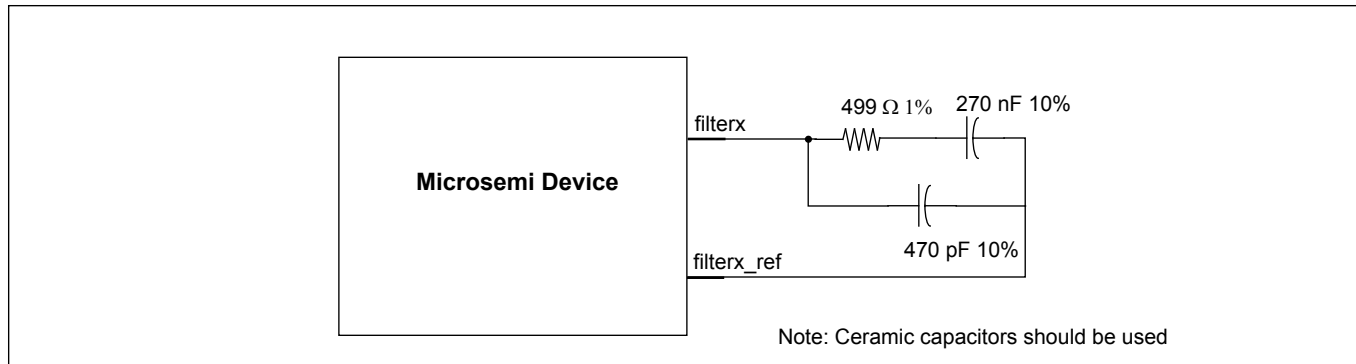 499 Ω 1%
270 nF 10%
filterx
Microsemi Device
470 pF 10%
filterx_ref
Note: Ceramic capacitors should be used